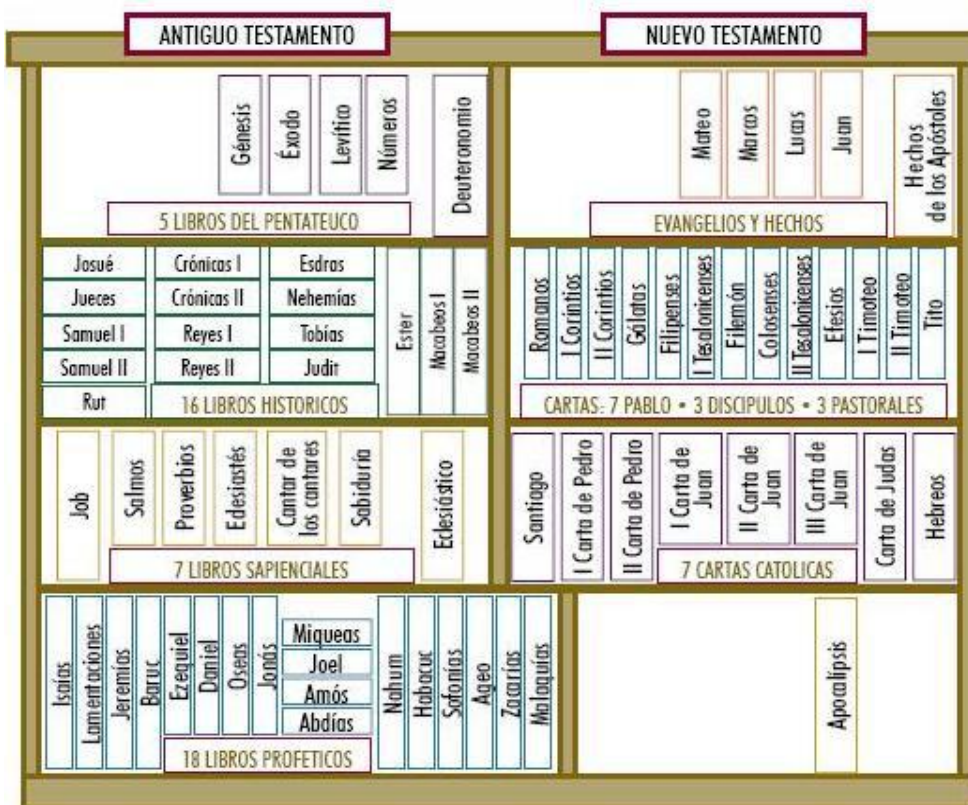 ANTIGUO TESTAMENTO
Génesis
Éxodo
Levítico
Números
Deuteronomio
5 LIBROS DEL PENTATEUCO
Josué
Jueces
Samuel I
Samuel II
Rut
Crónicas I
Crónicas II
Reyes I
Reyes II
Esdras
Nehemías
Tobías
Judit
Ester
Macabeos I
Macabeos II
16 LIBROS HISTORICOS
Job
Salmos
Proverbios
Edesiastés
Cantar de
los cantares
Sabiduría
Eclesiástico
7 LIBROS SAPIENCIALES
Isaías
Lamentaciones
Jeremías
Baruc
Ezequiel
Daniel
Oseas
Jonás
Miqueas
Joel
Amós
Abdías
Nahum
Habacuc
Sofonías
Ageo
Zacarías
Malaquías
18 LIBROS PROFETICOS
NUEVO TESTAMENTO
Mateo
Marcos
Lucas
Juan
Hechos
de los Apóstoles
EVANGELIOS Y HECHOS
Romanos
I Corintios
II Corintios
Gálatas
Filipenses
I Tesalonicenses
Filemón
Colosenses
II Tesalonicenses
Efesios
I Timoteo
II Tlimoteo
Tito
CARTAS: 7 PABLO • 3 DISCIPULOS • 3 PASTORALES
Santiago
I Carta de Pedro
II Carta de Pedro
I Carta de
Juan
II Carta de
Juan
III Carta de
Juan
Carta de Judas
Hebreos
7 CARTAS CATOLICAS
Apocalipsis